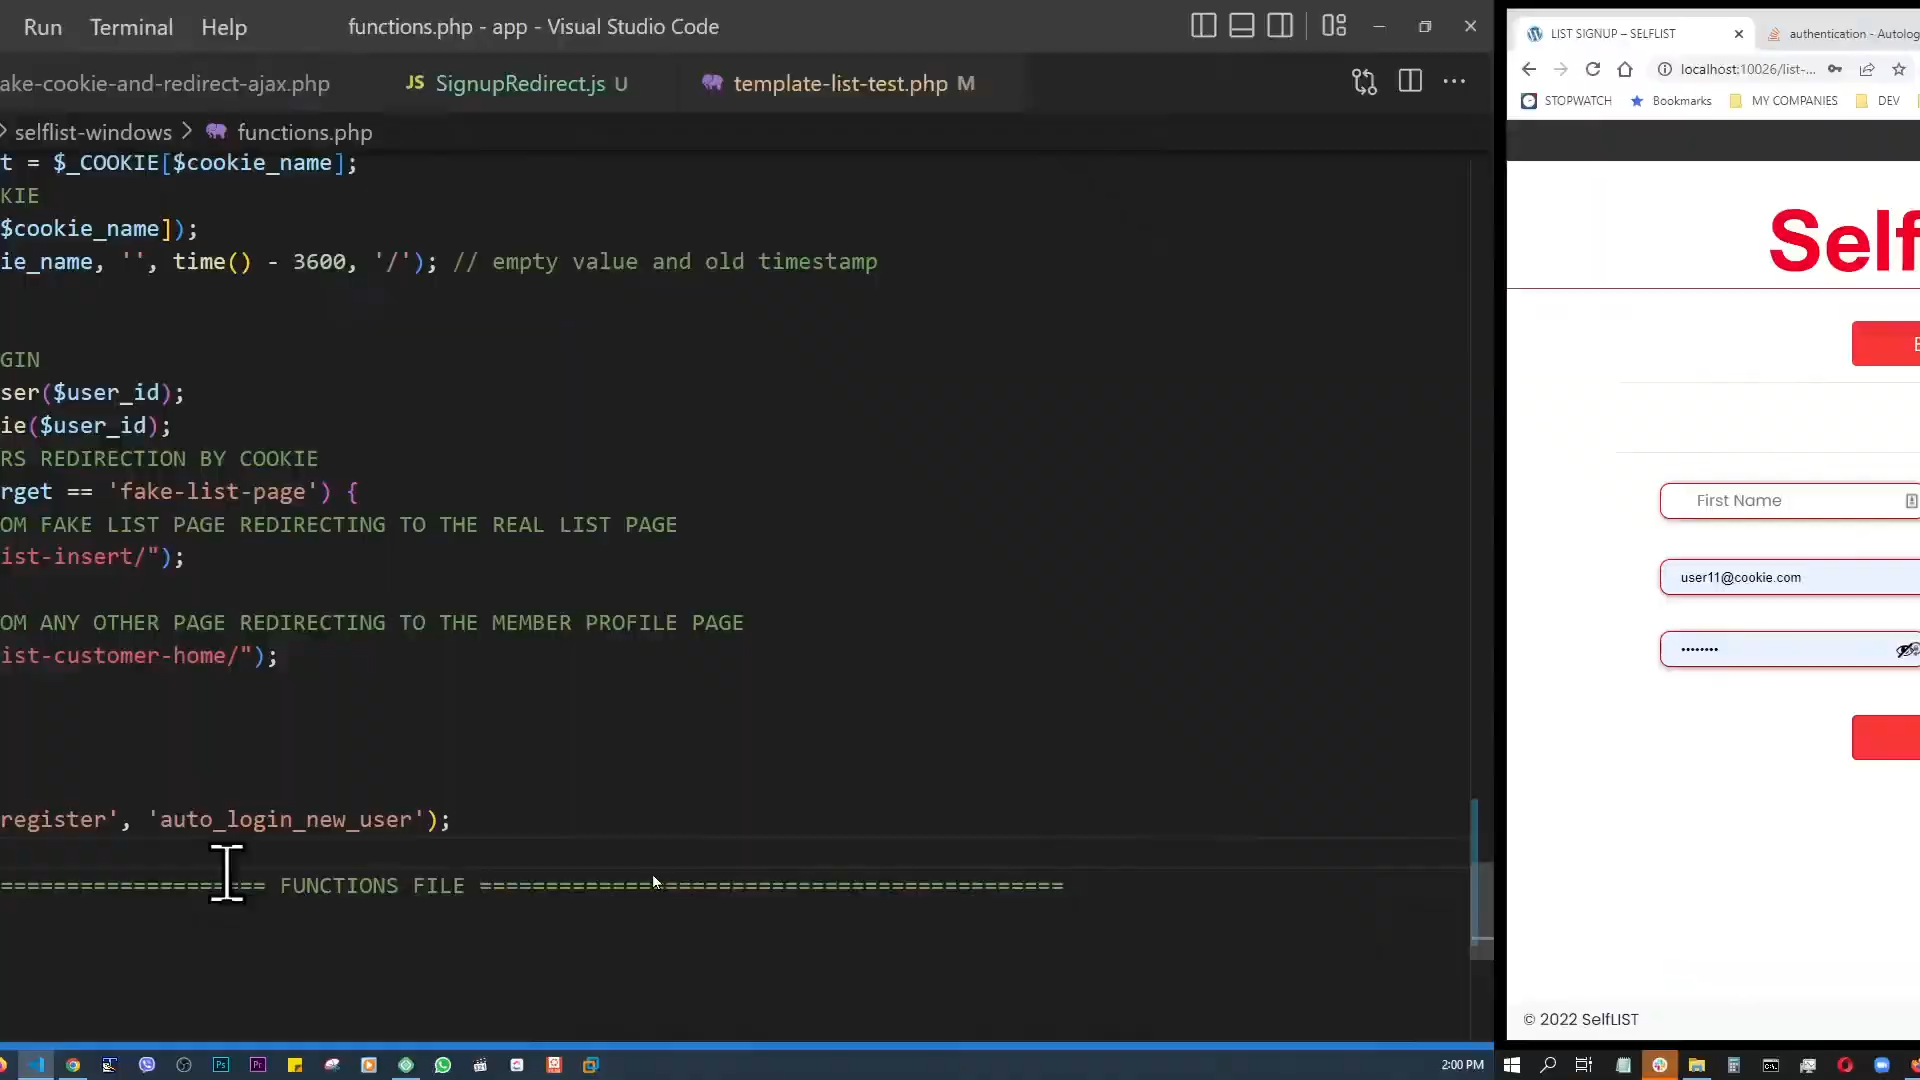 Run Terminal Help
functions.php - app - Visual Studio Code
ake-cookie-and-redirect-ajax.php
JS SignupRedirect.js U
template-list-test.php M
selflist-windows > functions.php
t = $_COOKIE[$cookie_name];
KIE
$cookie_name]);
ie_name, '', time() - 3600, '/'); // empty value and old timestamp
GIN
ser($user_id);
ie($user_id);
RS REDIRECTION BY COOKIE
rget == 'fake-list-page') {
OM FAKE LIST PAGE REDIRECTING TO THE REAL LIST PAGE
ist-insert/");
OM ANY OTHER PAGE REDIRECTING TO THE MEMBER PROFILE PAGE
ist-customer-home/");
register', 'auto_login_new_user');
==================== FUNCTIONS FILE ============================================
2:00 PM
LIST SIGNUP – SELFLIST
authentication - Autolog
localhost:10026/list-...
STOPWATCH
Bookmarks
MY COMPANIES
DEV
Self
E
First Name
user11@cookie.com
••••••••
© 2022 SelfLIST